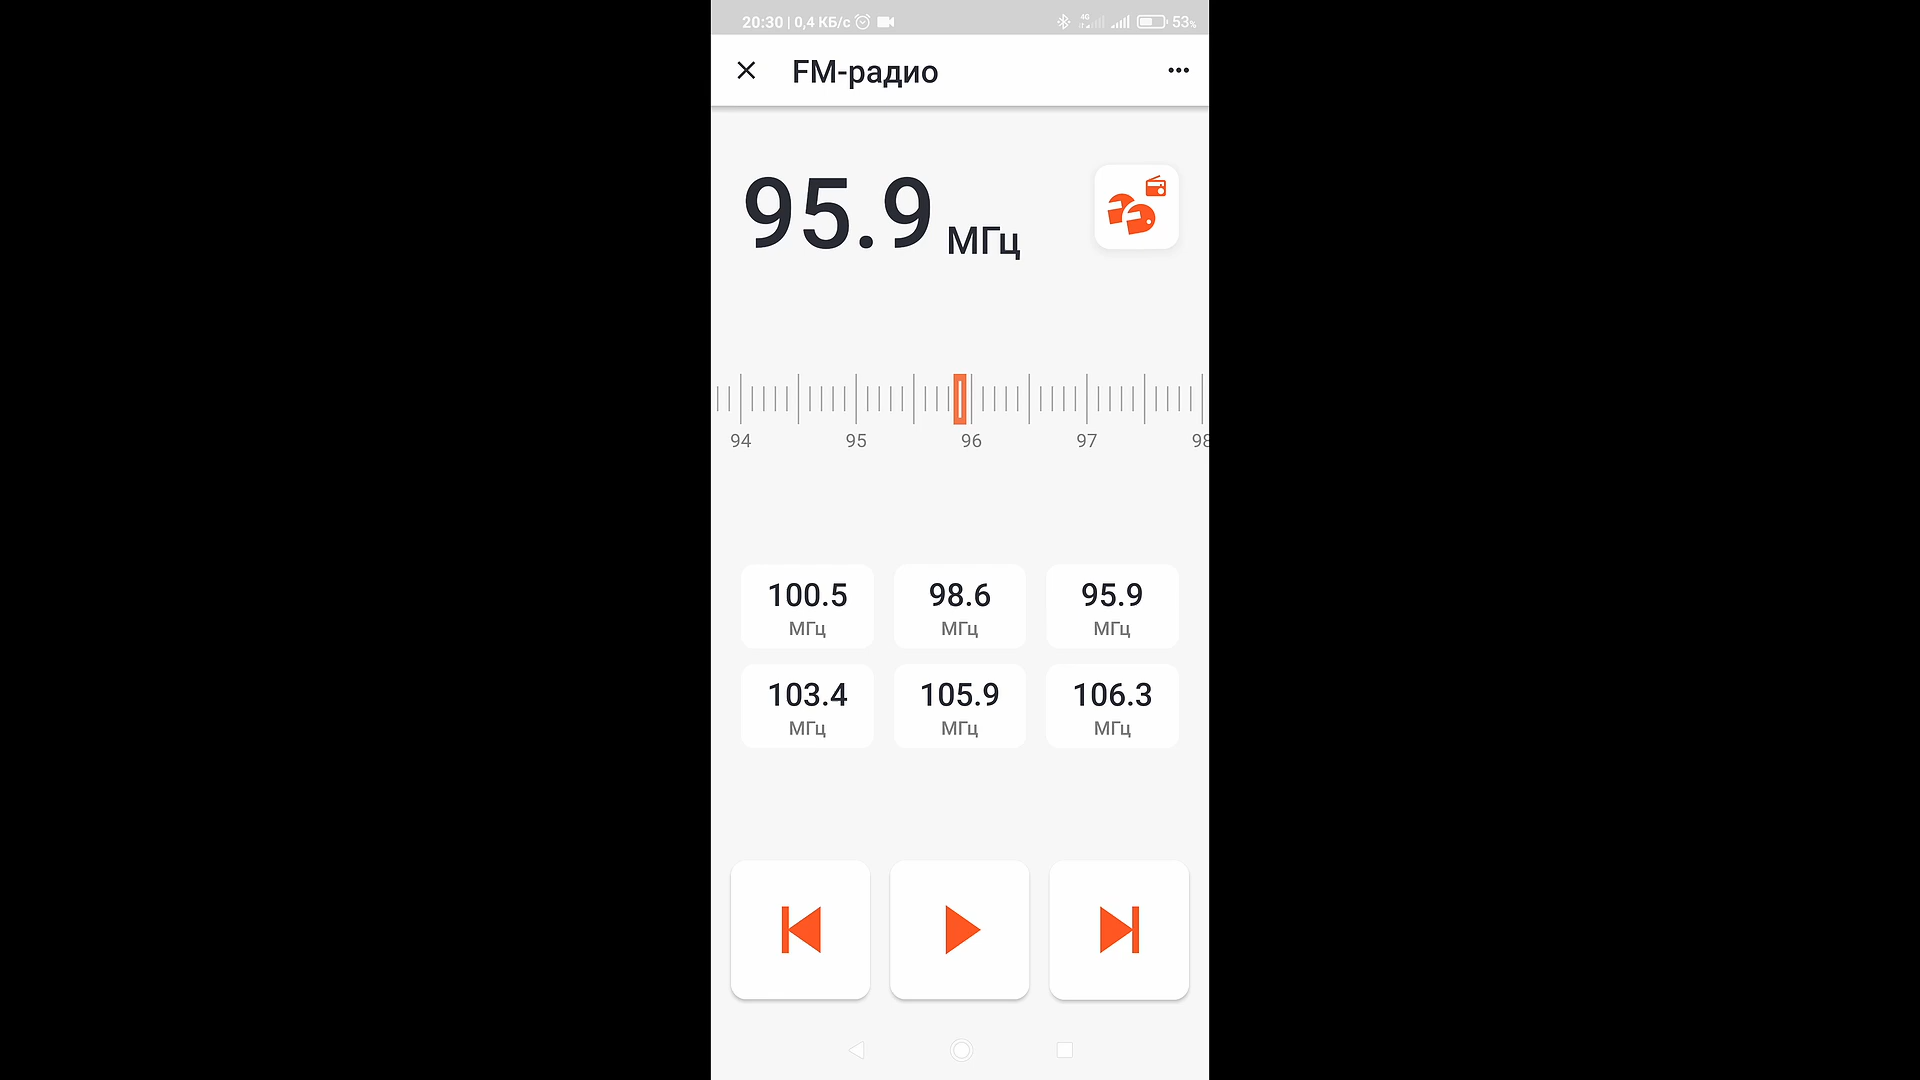 20:30 | 0,4 КБ/с 4G 53%
FM-радио
95.9 МГц
94 95 96 97 98
100.5 98.6 95.9
МГц МГц МГц
103.4 105.9 106.3
МГц МГц МГц